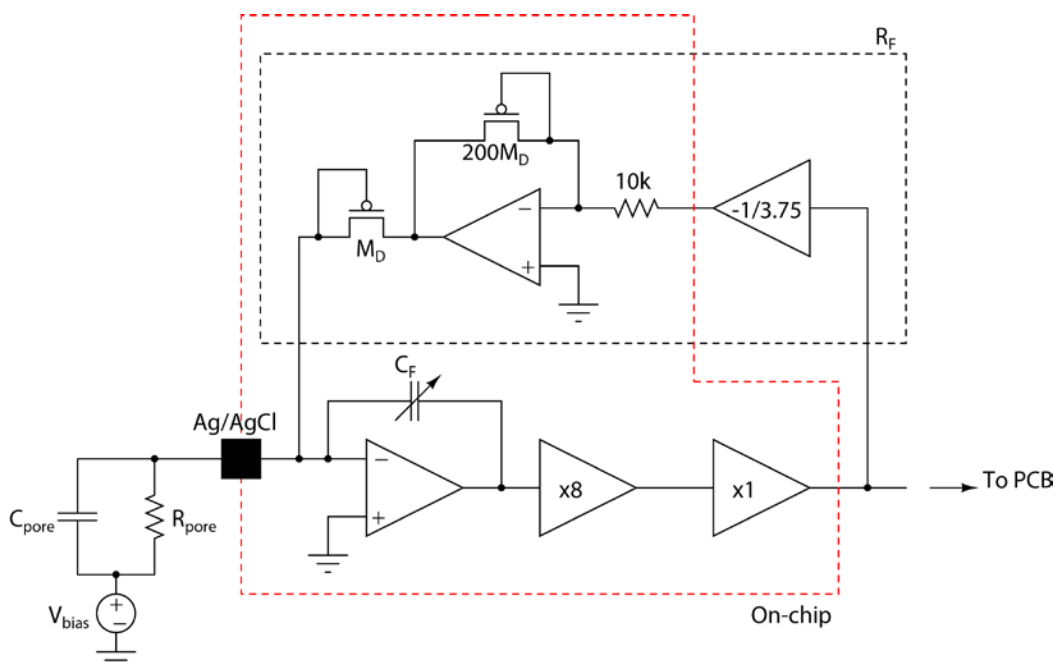 R_F
200M_D
10k
-1/3.75
M_D
−
+
C_F
Ag/AgCl
−
+
x8
x1
To PCB
C_pore
R_pore
+
−
V_bias
On-chip